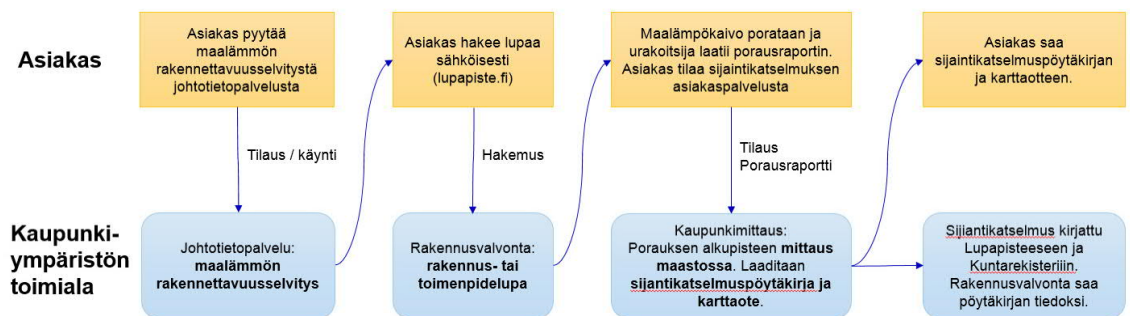 Asiakas
Asiakas pyytää
maalämmön
rakennettavuusselvitystä
johtotietopalvelusta
Asiakas hakee lupaa
sähköisesti
(lupapiste.fi)
Maalämpökaivo porataan ja
urakoitsija laatii porausraportin.
Asiakas tilaa sijaintikatselmuksen
asiakaspalvelusta
Asiakas saa
sijaintikatselmuspöytäkirjan
ja karttaotteen.
Tilaus / käynti
Hakemus
Tilaus
Porausraportti
Kaupunki-
ympäristön
toimiala
Johtotietopalvelu:
maalämmön
rakennettavuusselvitys
Rakennusvalvonta:
rakennus- tai
toimenpidelupa
Kaupunkimittaus:
Porauksen alkupisteen mittaus
maastossa. Laaditaan
sijantikatselmuspöytäkirja ja
karttaote.
Sijiantikatselmus kirjattu
Lupapisteeseen ja
Kuntarekisteriiin.
Rakennusvalvonta saa
pöytäkirjan tiedoksi.